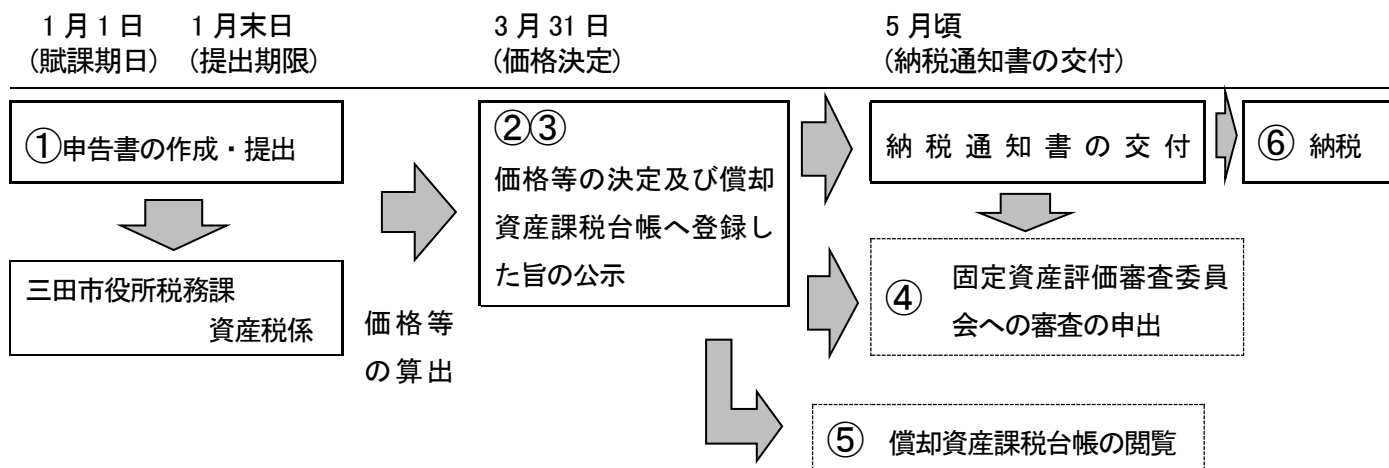 1月1日 1月末日 3月31日 5月頃
(賦課期日) (提出期限) (価格決定) (納税通知書の交付)
①申告書の作成・提出
三田市役所税務課
資産税係
価格等
の算出
②③
価格等の決定及び償却
資産課税台帳へ登録し
た旨の公示
納税通知書の交付
⑥ 納税
④ 固定資産評価審査委員
会への審査の申出
⑤ 償却資産課税台帳の閲覧